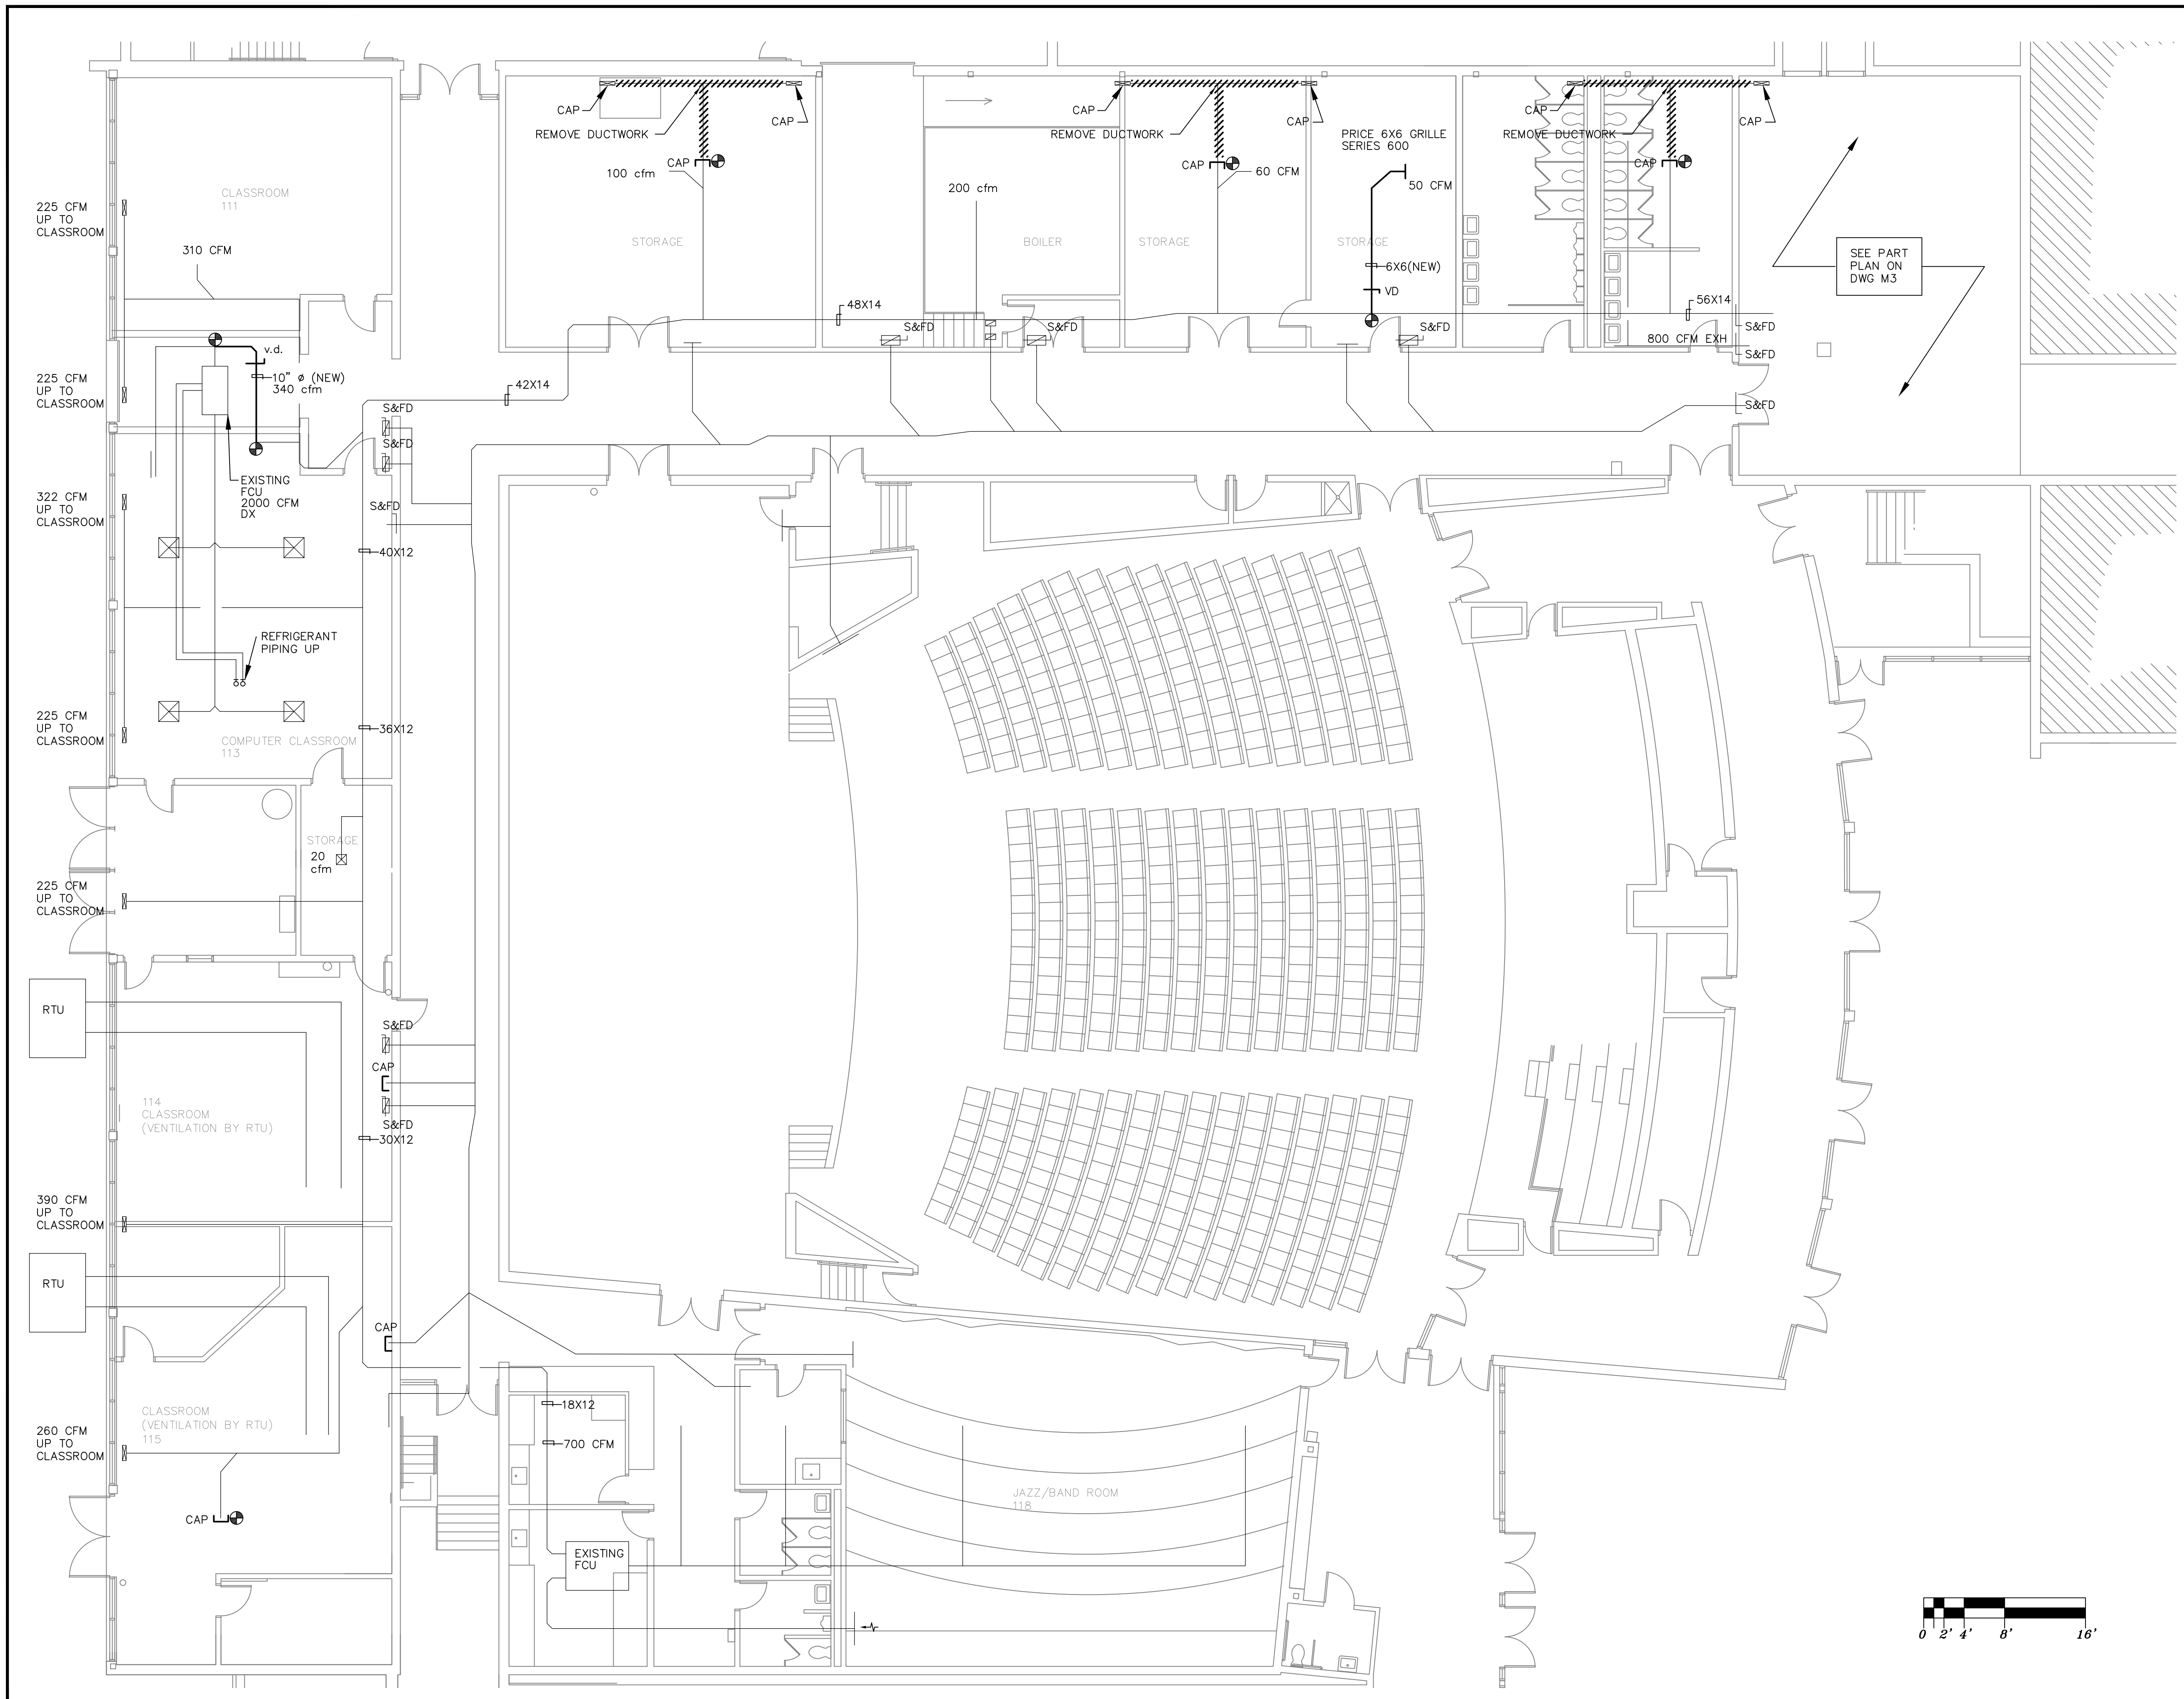 CAP
REMOVE DUCTWORK
CAP
CAP
100 cfm
STORAGE
200 cfm
BOILER
CAP
REMOVE DUCTWORK
CAP
CAP
60 CFM
STORAGE
PRICE 6X6 GRILLE
SERIES 600
50 CFM
STORAGE
6X6(NEW)
VD
CAP
REMOVE DUCTWORK
CAP
CAP
SEE PART
PLAN ON
DWG M3
48X14
S&FD
S&FD
S&FD
56X14
S&FD
800 CFM EXH
S&FD
S&FD
CLASSROOM
111
225 CFM
UP TO
CLASSROOM
310 CFM
v.d.
10" ø (NEW)
340 cfm
42X14
225 CFM
UP TO
CLASSROOM
S&FD
S&FD
EXISTING
FCU
2000 CFM
DX
322 CFM
UP TO
CLASSROOM
S&FD
40X12
REFRIGERANT
PIPING UP
225 CFM
UP TO
CLASSROOM
36X12
COMPUTER CLASSROOM
113
STORAGE
20
cfm
225 CFM
UP TO
CLASSROOM
RTU
S&FD
CAP
S&FD
30X12
114
CLASSROOM
(VENTILATION BY RTU)
390 CFM
UP TO
CLASSROOM
RTU
CAP
CLASSROOM
(VENTILATION BY RTU)
115
260 CFM
UP TO
CLASSROOM
CAP
18X12
700 CFM
EXISTING
FCU
JAZZ/BAND ROOM
118
0 2' 4' 8' 16'